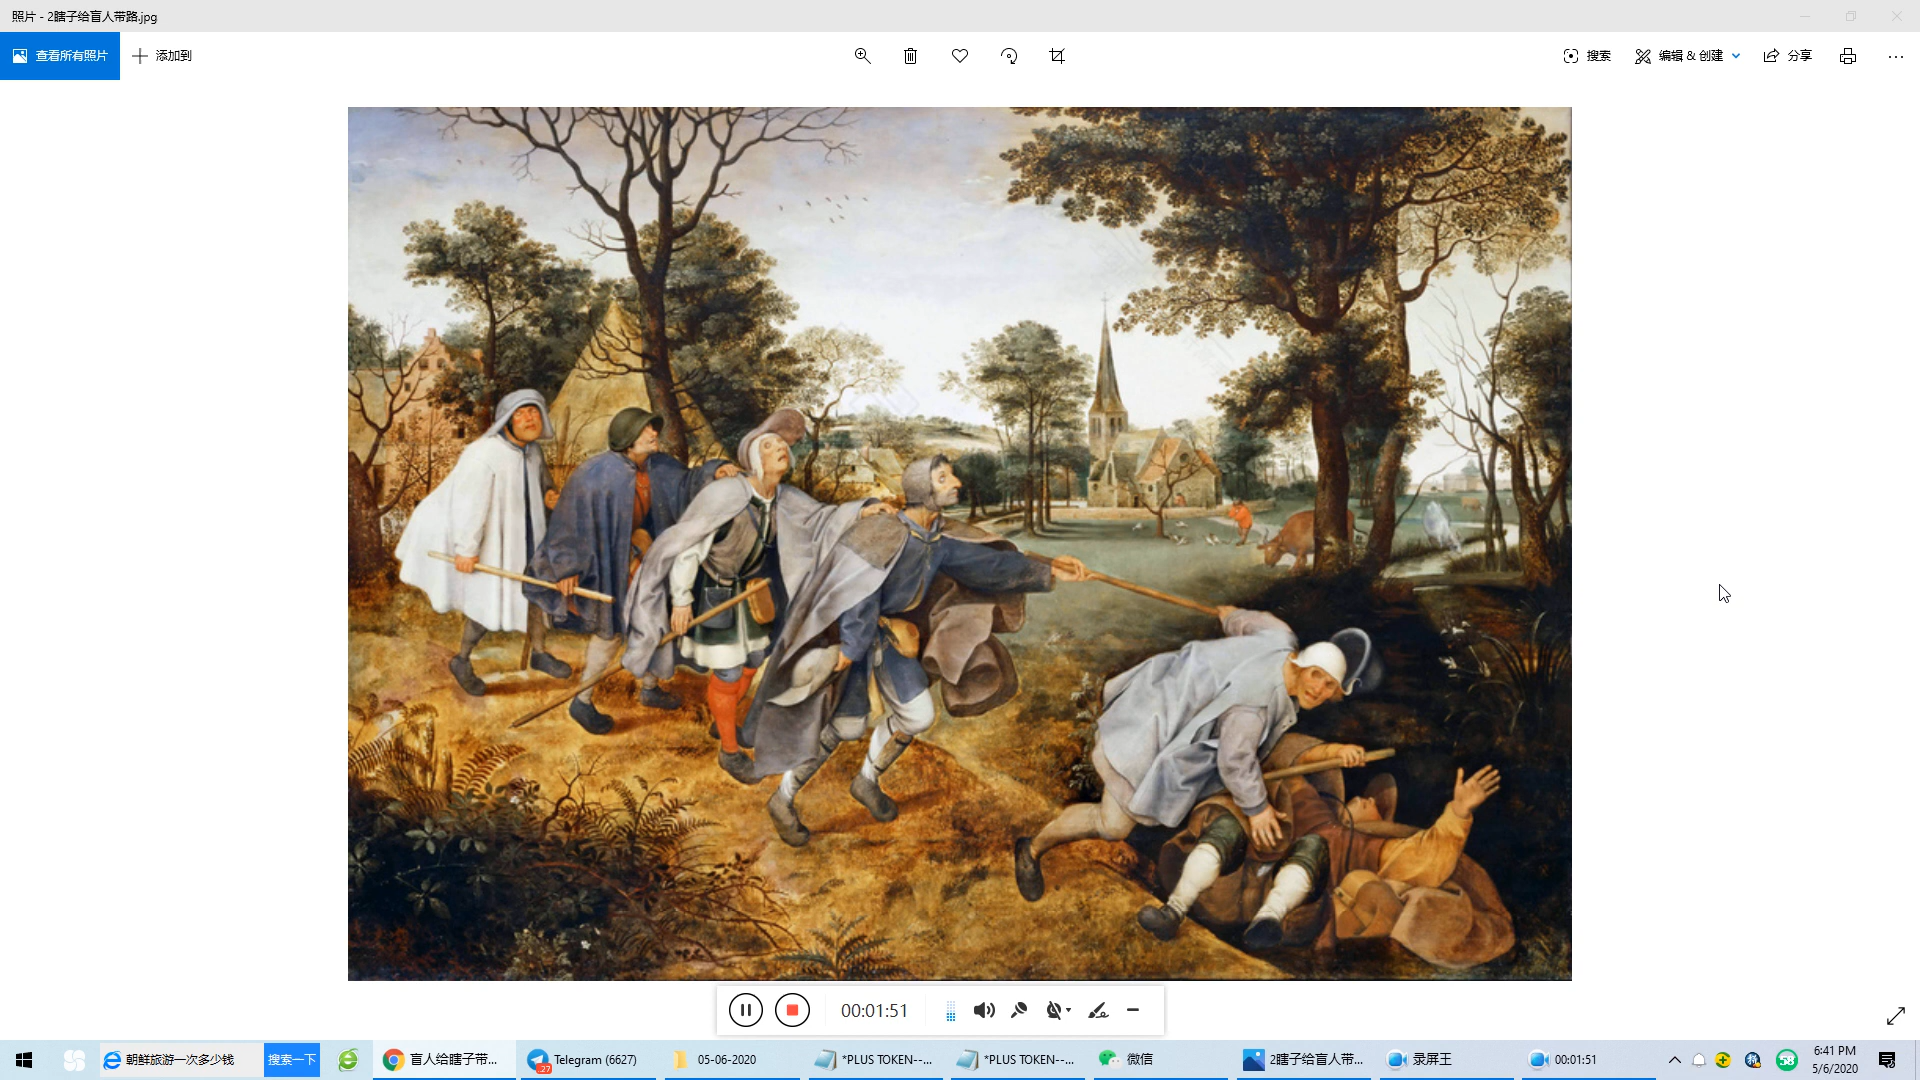 照片 - 2瞎子给盲人带路.jpg
查看所有照片
添加到
搜索
编辑 & 创建
分享
00:01:51
朝鲜旅游一次多少钱
搜索一下
盲人给瞎子带...
Telegram (6627)
.27
05-06-2020
*PLUS TOKEN--...
*PLUS TOKEN--...
微信
2瞎子给盲人带...
录屏王
00:01:51
58
6:41 PM
5/6/2020